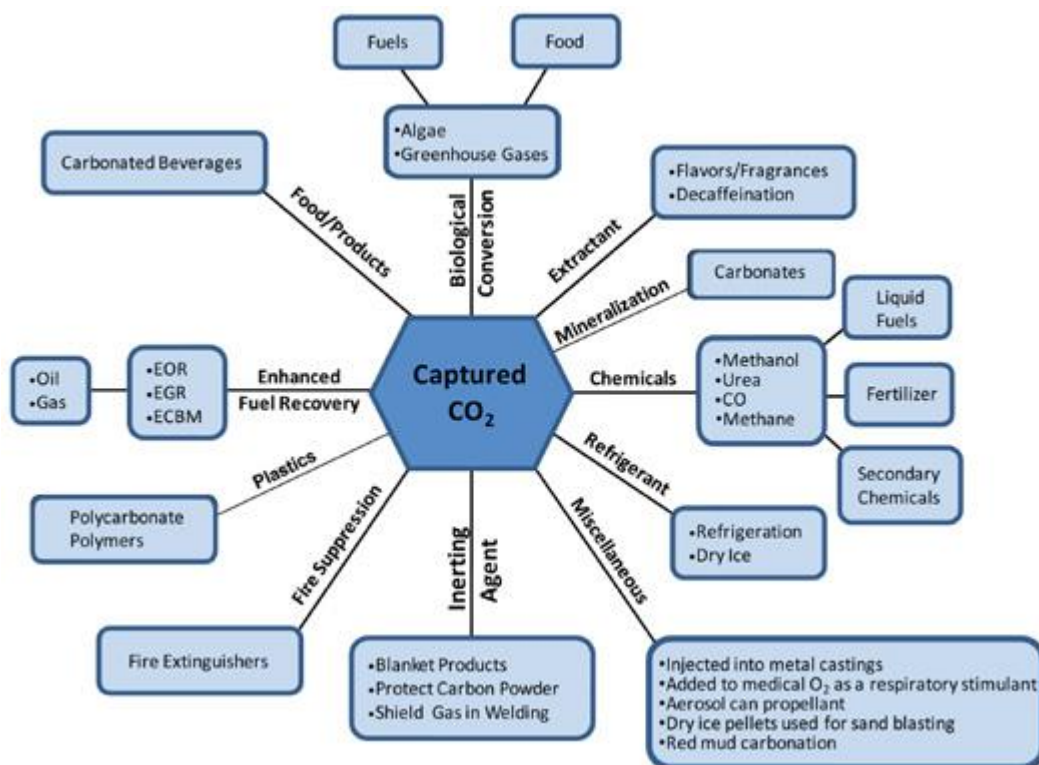 Fuels
Food
•Algae
•Greenhouse Gases
Carbonated Beverages
•Flavors/Fragrances
•Decaffeination
Food/Products
Biological
Conversion
Extractant
Mineralization
Carbonates
Liquid
Fuels
•Oil
•Gas
•EOR
•EGR
•ECBM
Enhanced
Fuel Recovery
Captured
CO₂
Chemicals
•Methanol
•Urea
•CO
•Methane
Fertilizer
Secondary
Chemicals
Plastics
Polycarbonate
Polymers
Refrigerant
•Refrigeration
•Dry Ice
Fire Suppression
Fire Extinguishers
Inerting
Agent
•Blanket Products
•Protect Carbon Powder
•Shield Gas in Welding
Miscellaneous
•Injected into metal castings
•Added to medical O₂ as a respiratory stimulant
•Aerosol can propellant
•Dry ice pellets used for sand blasting
•Red mud carbonation